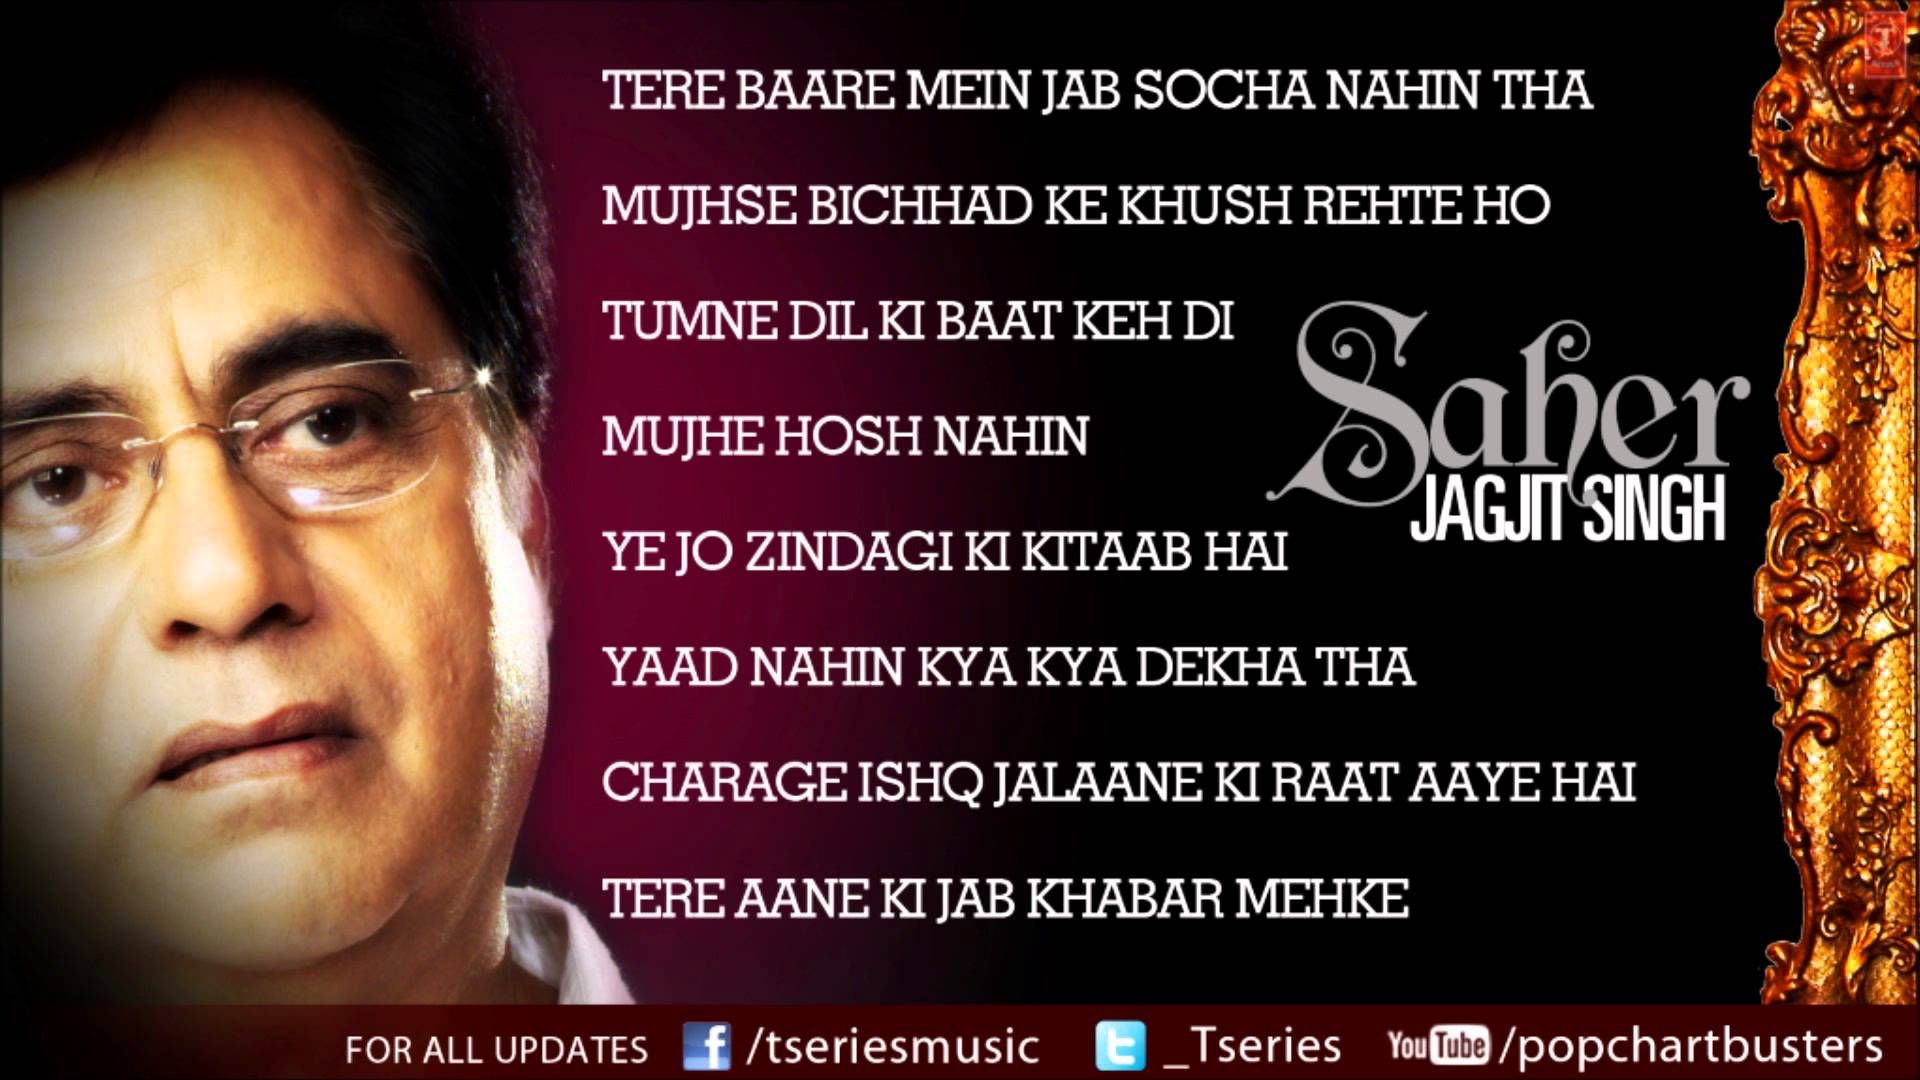 TERE BAARE MEIN JAB SOCHA NAHIN THA
MUJHSE BICHHAD KE KHUSH REHTE HO
TUMNE DIL KI BAAT KEH DI
MUJHE HOSH NAHIN
YE JO ZINDAGI KI KITAAB HAI
YAAD NAHIN KYA KYA DEKHA THA
CHARAGE ISHQ JALAANE KI RAAT AAYE HAI
TERE AANE KI JAB KHABAR MEHKE
Saher
JAGJIT SINGH
T
FOR ALL UPDATES f /tseriesmusic t _Tseries YouTube /popchartbusters